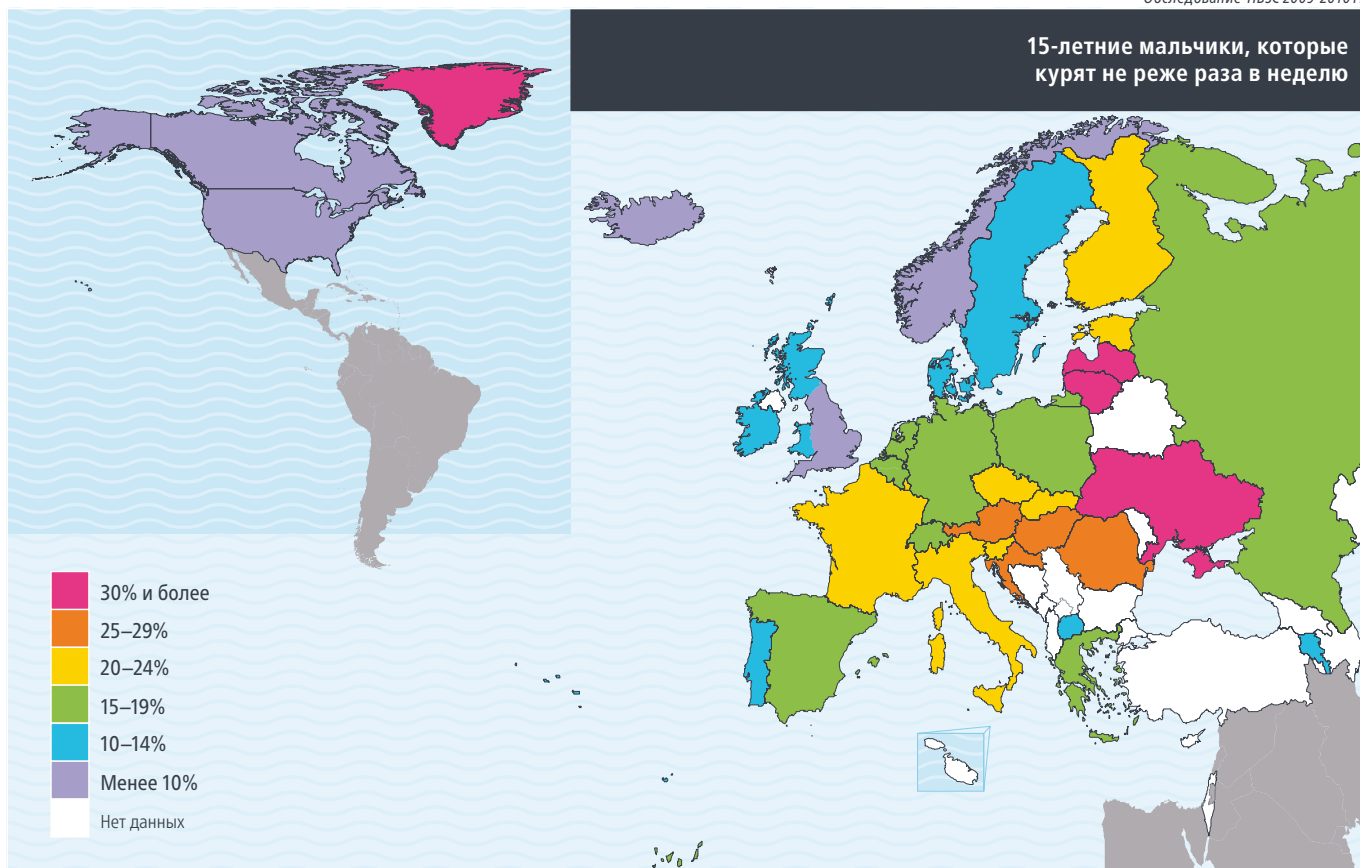 15-летние мальчики, которые
курят не реже раза в неделю
30% и более
25–29%
20–24%
15–19%
10–14%
Менее 10%
Нет данных